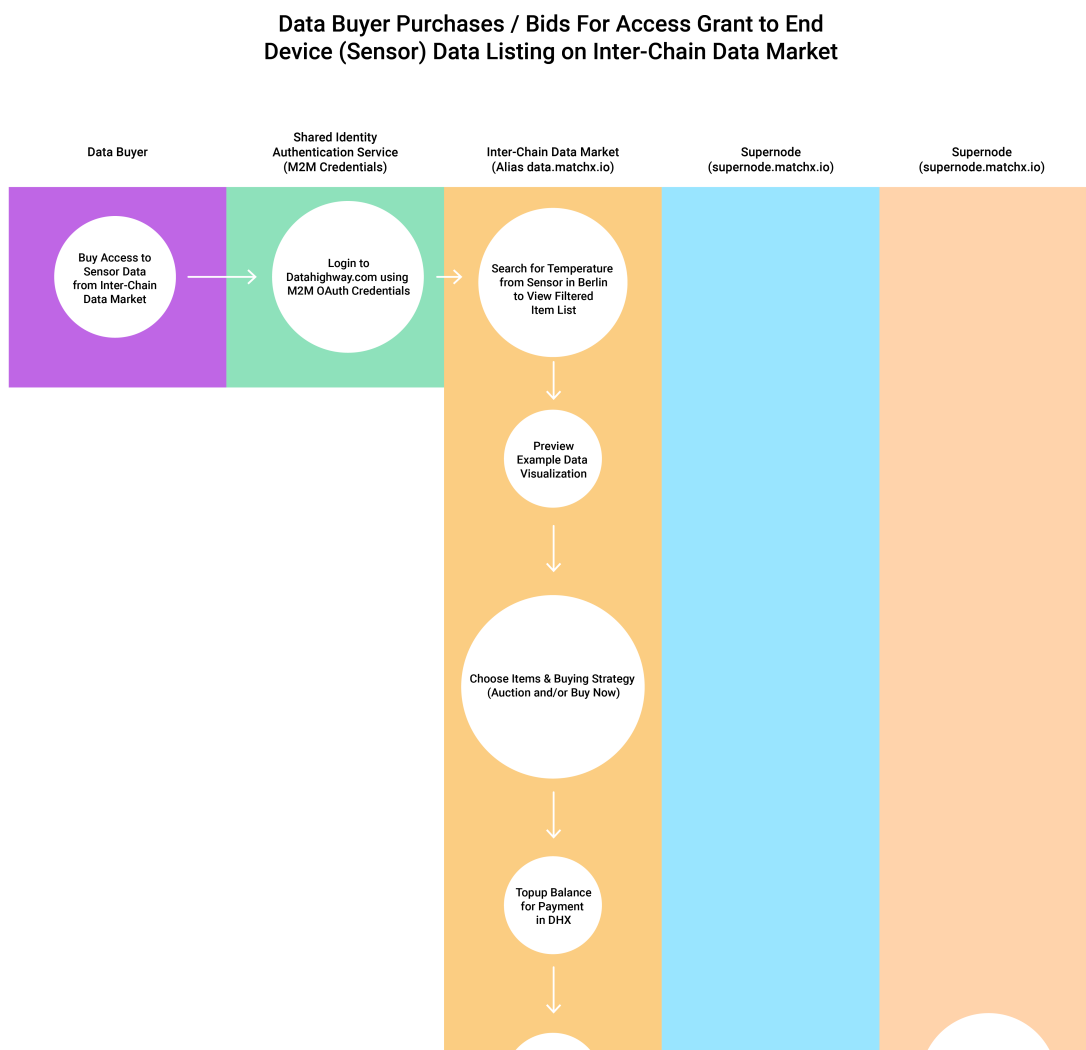 Data Buyer Purchases / Bids For Access Grant to End
Device (Sensor) Data Listing on Inter-Chain Data Market
Data Buyer
Shared Identity
Authentication Service
(M2M Credentials)
Inter-Chain Data Market
(Alias data.matchx.io)
Supernode
(supernode.matchx.io)
Supernode
(supernode.matchx.io)
Buy Access to
Sensor Data
from Inter-Chain
Data Market
Login to
Datahighway.com using
M2M OAuth Credentials
Search for Temperature
from Sensor in Berlin
to View Filtered
Item List
Preview
Example Data
Visualization
Choose Items & Buying Strategy
(Auction and/or Buy Now)
Topup Balance
for Payment
in DHX